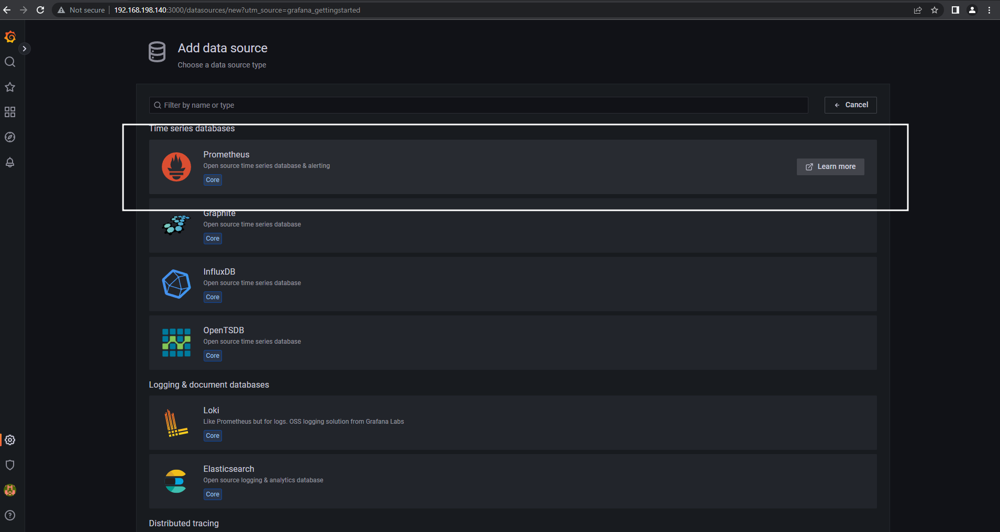 Not secure 192.168.198.140:3000/datasources/new?utm_source=grafana_gettingstarted
Add data source
Choose a data source type
Filter by name or type
Cancel
Time series databases
Prometheus
Open source time series database & alerting
Core
Learn more
Graphite
Open source time series database
Core
InfluxDB
Open source time series database
Core
OpenTSDB
Open source time series database
Core
Logging & document databases
Loki
Like Prometheus but for logs. OSS logging solution from Grafana Labs
Core
Elasticsearch
Open source logging & analytics database
Core
Distributed tracing